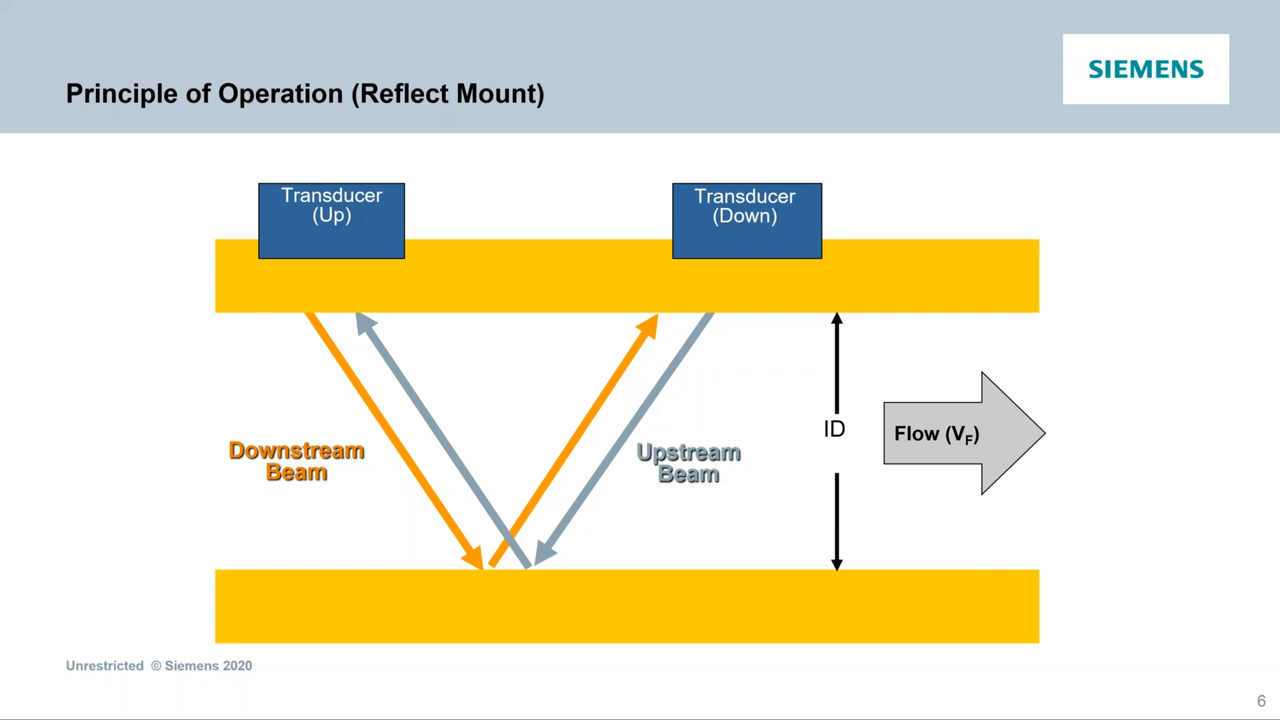 SIEMENS
Principle of Operation (Reflect Mount)
Transducer
(Up)
Transducer
(Down)
Downstream
Beam
Upstream
Beam
ID
Flow (VF)
Unrestricted © Siemens 2020
6